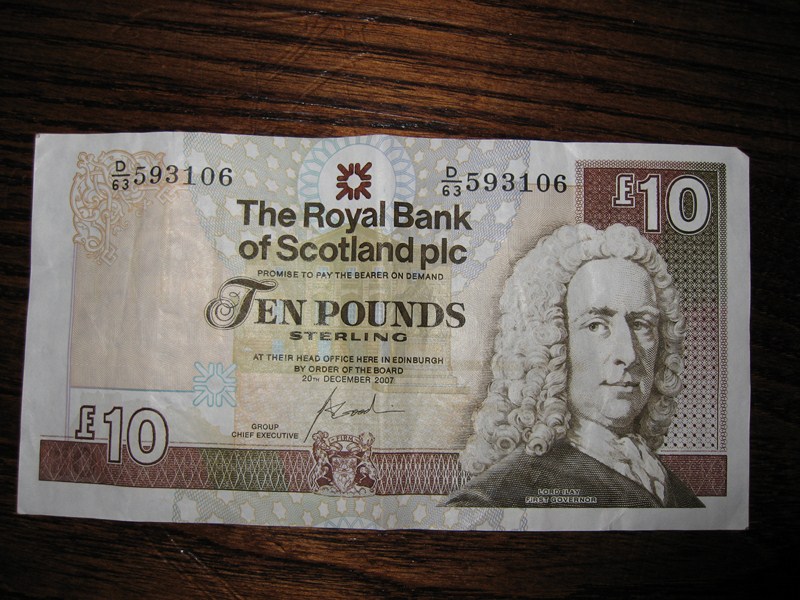 D/63 593106
D/63 593106
£10
The Royal Bank
of Scotland plc
PROMISE TO PAY THE BEARER ON DEMAND
TEN POUNDS
STERLING
AT THEIR HEAD OFFICE HERE IN EDINBURGH
BY ORDER OF THE BOARD
20TH DECEMBER 2007
£10
GROUP
CHIEF EXECUTIVE
FIRM
LORD ILAY
FIRST GOVERNOR